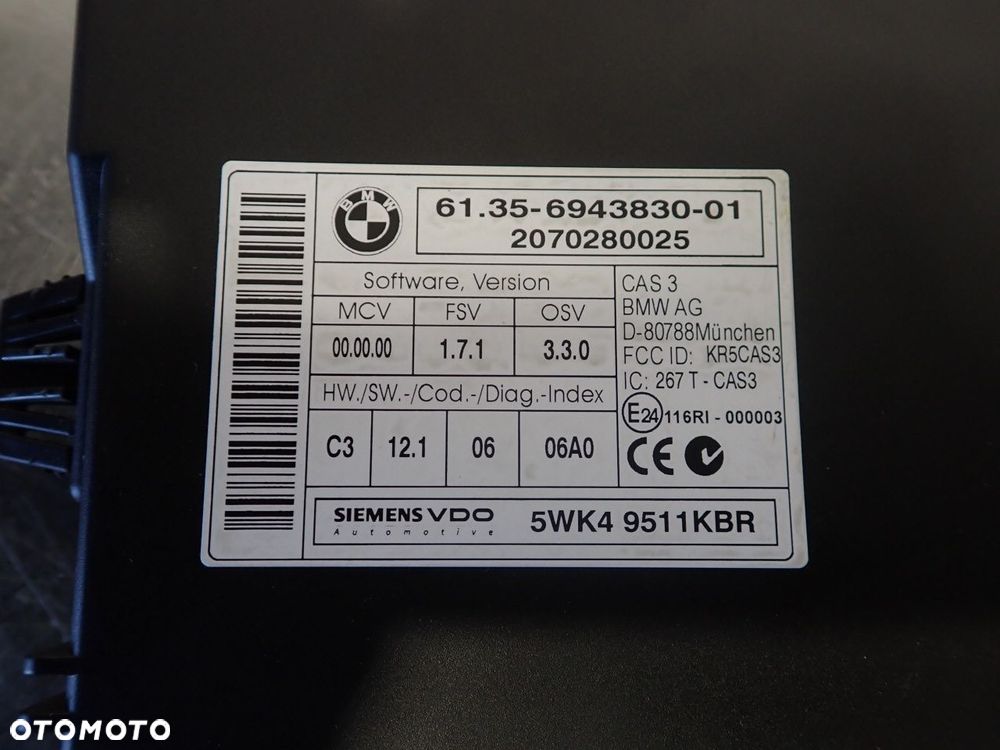 BMW
61.35-6943830-01
2070280025
Software, Version
MCV FSV OSV
00.00.00 1.7.1 3.3.0
HW./SW.-/Cod.-/Diag.-Index
C3 12.1 06 06A0
CAS 3
BMW AG
D-80788München
FCC ID: KR5CAS3
IC: 267 T - CAS3
E24 116RI - 000003
CE
SIEMENS VDO
Automotive
5WK4 9511KBR
OTOMOTO